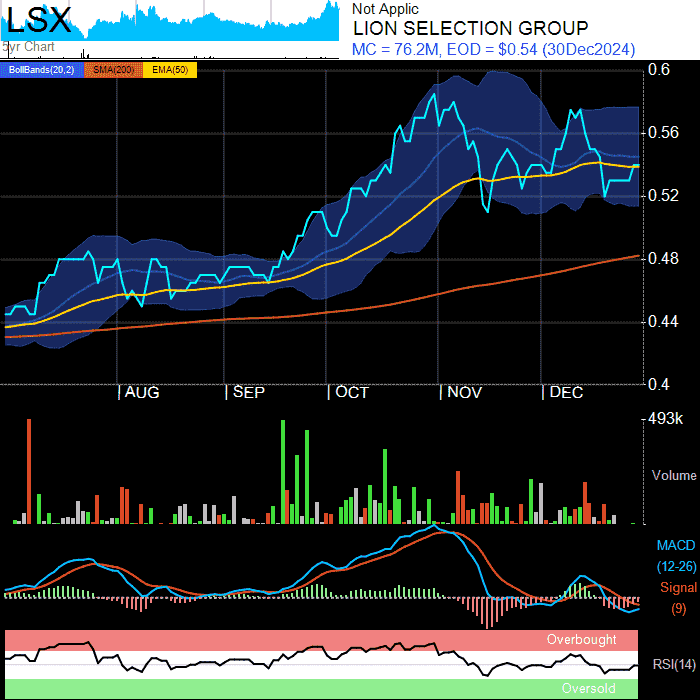 LSX
5yr Chart
Not Applic
LION SELECTION GROUP
MC = 76.2M, EOD = $0.54 (30Dec2024)
BollBands(20,2) SMA(200) EMA(50)
0.6
0.56
0.52
0.48
0.44
0.4
AUG SEP OCT NOV DEC
493k
Volume
MACD
(12-26)
Signal
(9)
Overbought
RSI(14)
Oversold